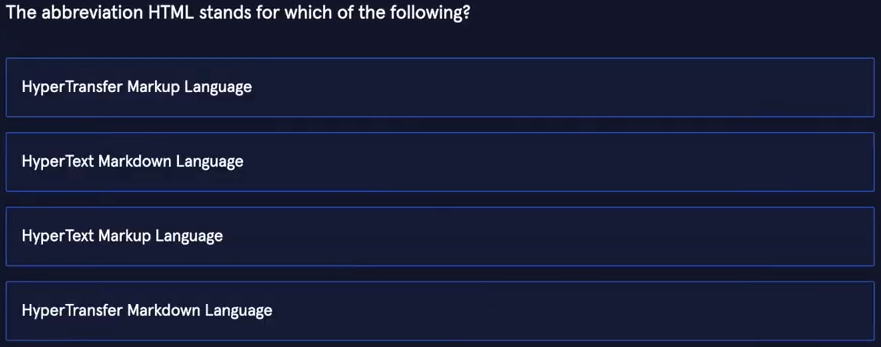 The abbreviation HTML stands for which of the following?
HyperTransfer Markup Language
HyperText Markdown Language
HyperText Markup Language
HyperTransfer Markdown Language